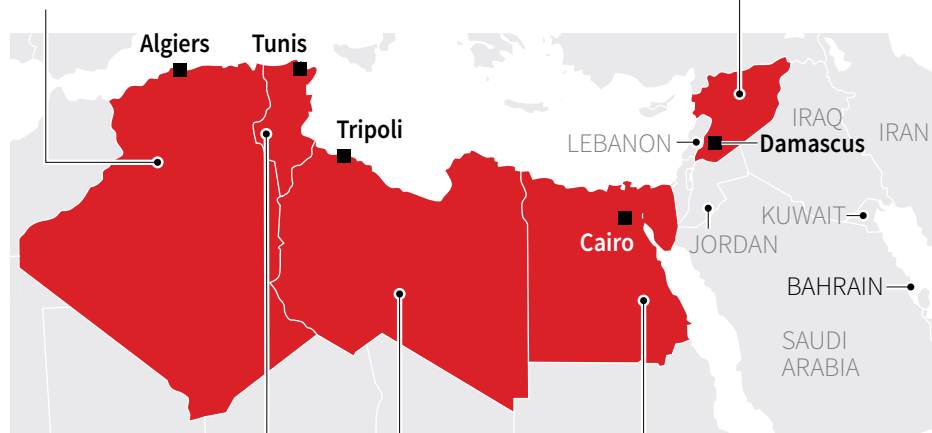 Algiers
Tunis
Tripoli
LEBANON
IRAQ
IRAN
Damascus
Cairo
JORDAN
KUWAIT
BAHRAIN
SAUDI
ARABIA